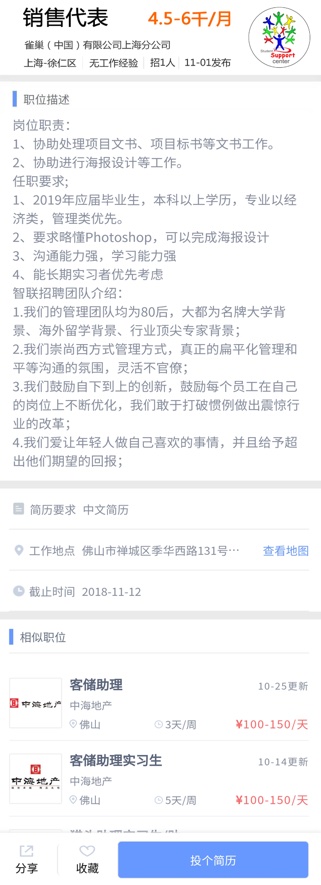 销售代表
4.5-6千/月
雀巢（中国）有限公司上海分公司
上海-徐仁区 无工作经验 招1人 11-01发布
Student
Support
center
职位描述
岗位职责：
1、协助处理项目文书、项目标书等文书工作。
2、协助进行海报设计等工作。
任职要求;
1、2019年应届毕业生，本科以上学历，专业以经
济类，管理类优先。
2、要求略懂Photoshop，可以完成海报设计
3、沟通能力强，学习能力强
4、能长期实习者优先考虑
智联招聘团队介绍：
1.我们的管理团队均为80后，大都为名牌大学背
景、海外留学背景、行业顶尖专家背景；
2.我们崇尚西方式管理方式，真正的扁平化管理和
平等沟通的氛围，灵活不官僚；
3.我们鼓励自下到上的创新，鼓励每个员工在自己
的岗位上不断优化，我们敢于打破惯例做出震惊行
业的改革；
4.我们爱让年轻人做自己喜欢的事情，并且给予超
出他们期望的回报；
简历要求 中文简历
工作地点 佛山市禅城区季华西路131号… 查看地图
截止时间 2018-11-12
相似职位
客储助理 10-25更新
中海地产
中海地产
佛山 3天/周 ¥100-150/天
客储助理实习生 10-14更新
中海地产
中海地产
佛山 5天/周 ¥100-150/天
分享 收藏 投个简历